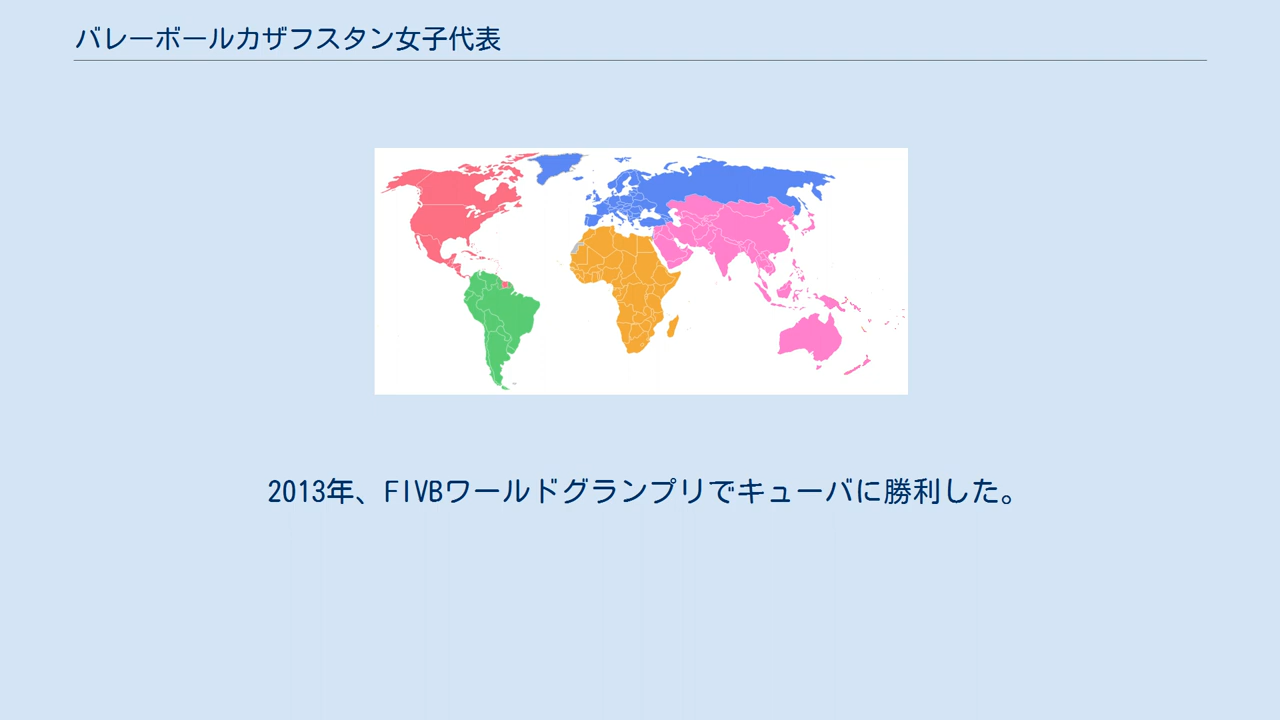 バレーボールカザフスタン女子代表
2013年、FIVBワールドグランプリでキューバに勝利した。